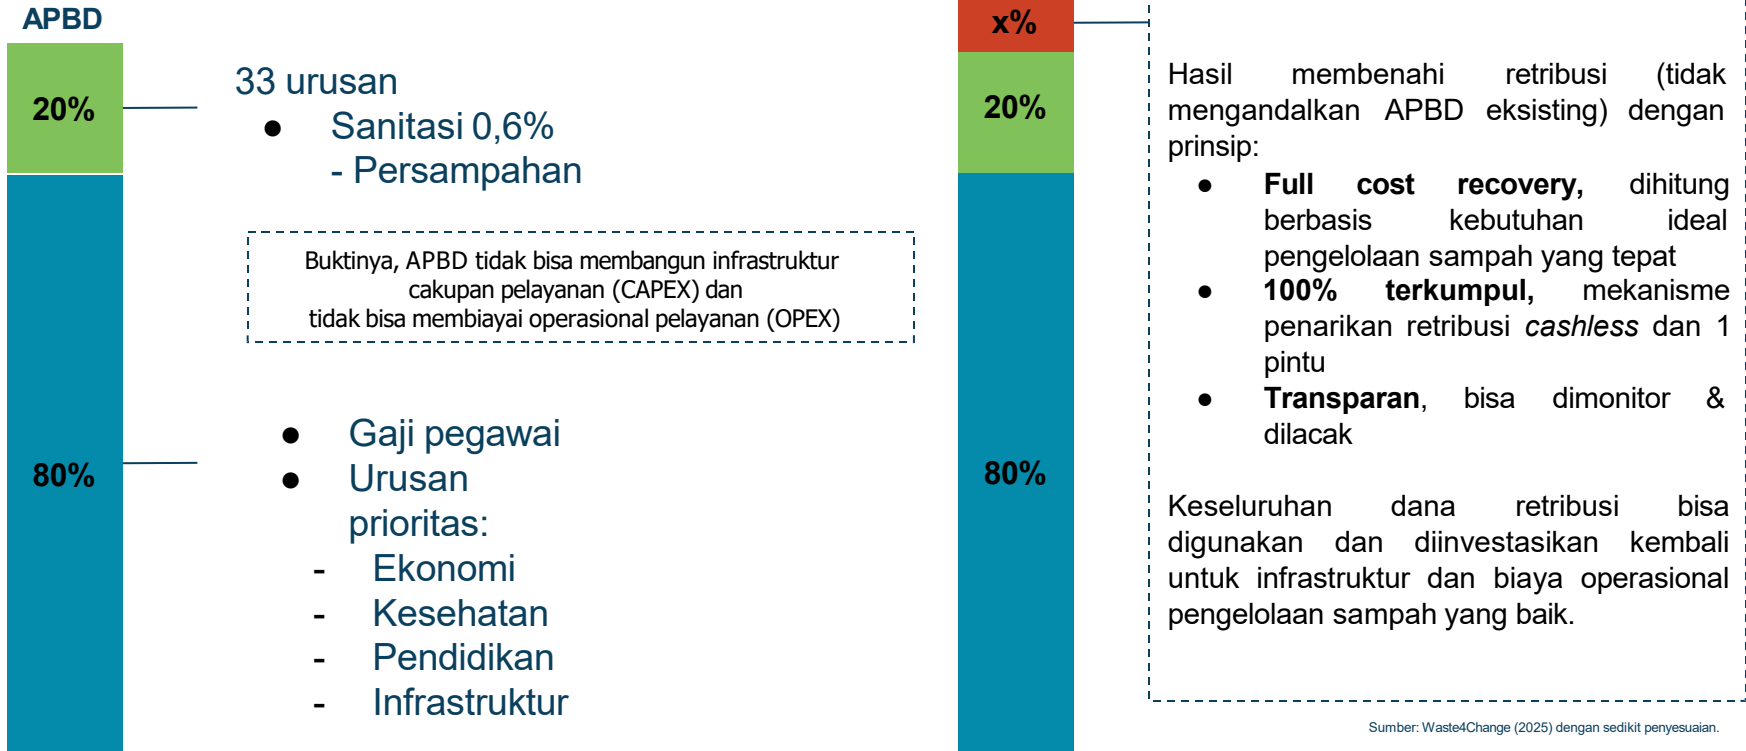 APBD
20%
33 urusan
● Sanitasi 0,6%
- Persampahan
Buktinya, APBD tidak bisa membangun infrastruktur
cakupan pelayanan (CAPEX) dan
tidak bisa membiayai operasional pelayanan (OPEX)
80%
● Gaji pegawai
● Urusan
prioritas:
- Ekonomi
- Kesehatan
- Pendidikan
- Infrastruktur
x%
20%
80%
Hasil membenahi retribusi (tidak
mengandalkan APBD eksisting) dengan
prinsip:
● Full cost recovery, dihitung
berbasis kebutuhan ideal
pengelolaan sampah yang tepat
● 100% terkumpul, mekanisme
penarikan retribusi cashless dan 1
pintu
● Transparan, bisa dimonitor &
dilacak
Keseluruhan dana retribusi bisa
digunakan dan diinvestasikan kembali
untuk infrastruktur dan biaya operasional
pengelolaan sampah yang baik.
Sumber: Waste4Change (2025) dengan sedikit penyesuaian.